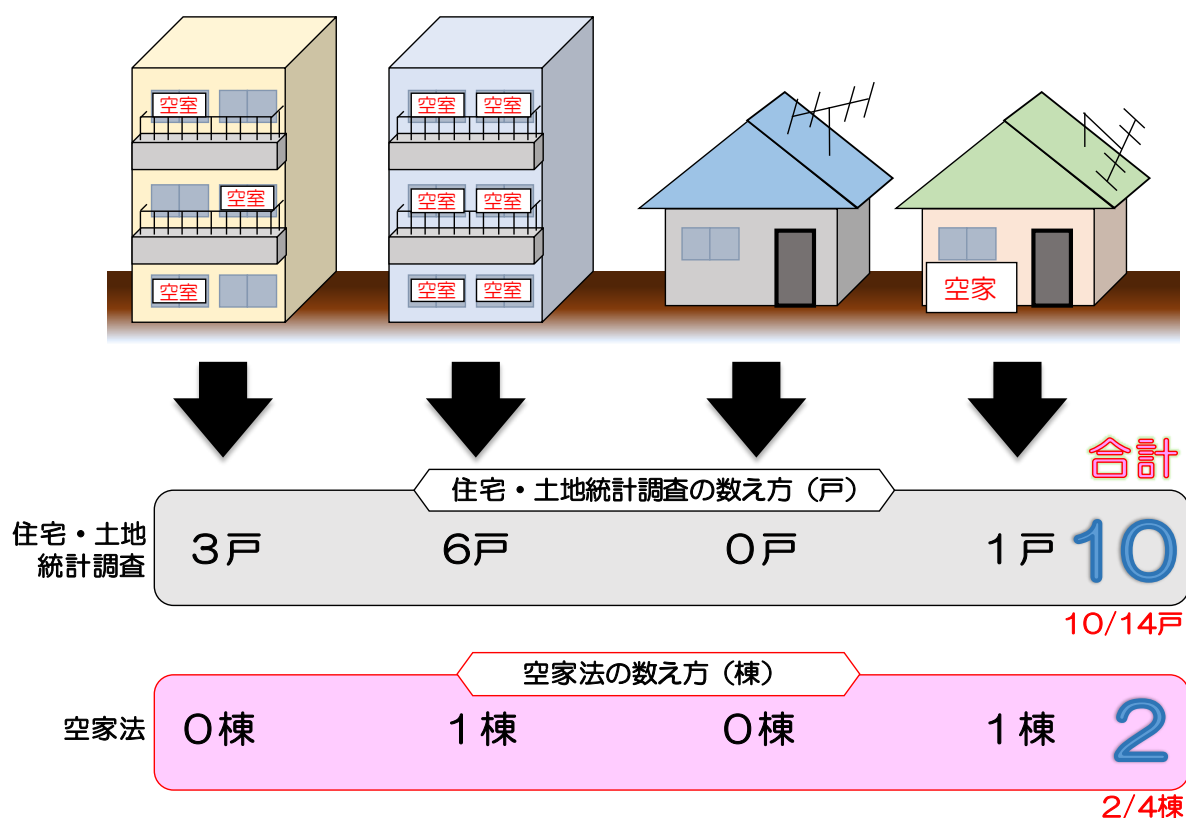 空室
空室 空室
空室
空室 空室
空室
空室 空室
空家
合計
住宅・土地統計調査の数え方（戸）
住宅・土地
統計調査
3戸 6戸 0戸 1戸 10
10/14戸
空家法の数え方（棟）
空家法
0棟 1棟 0棟 1棟 2
2/4棟